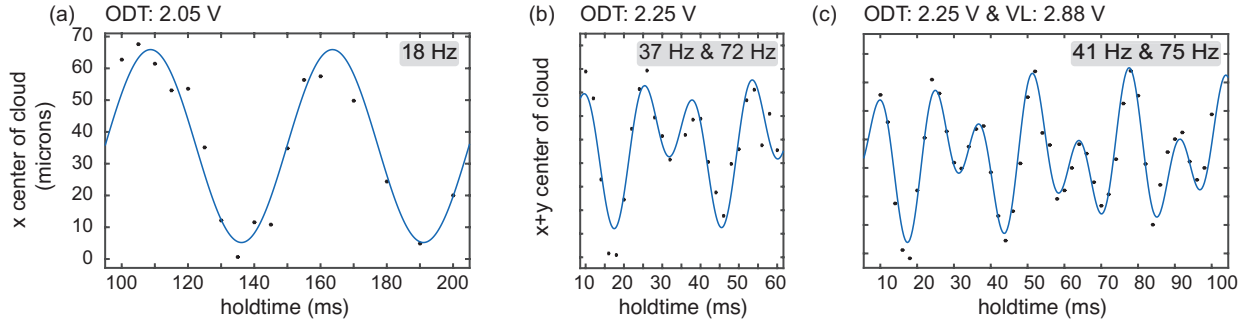 (a) ODT: 2.05 V
18 Hz
x center of cloud
(microns)
70
60
50
40
30
20
10
0
100 120 140 160 180 200
holdtime (ms)
(b) ODT: 2.25 V
37 Hz & 72 Hz
x+y center of cloud
10 20 30 40 50 60
holdtime (ms)
(c) ODT: 2.25 V & VL: 2.88 V
41 Hz & 75 Hz
10 20 30 40 50 60 70 80 90 100
holdtime (ms)